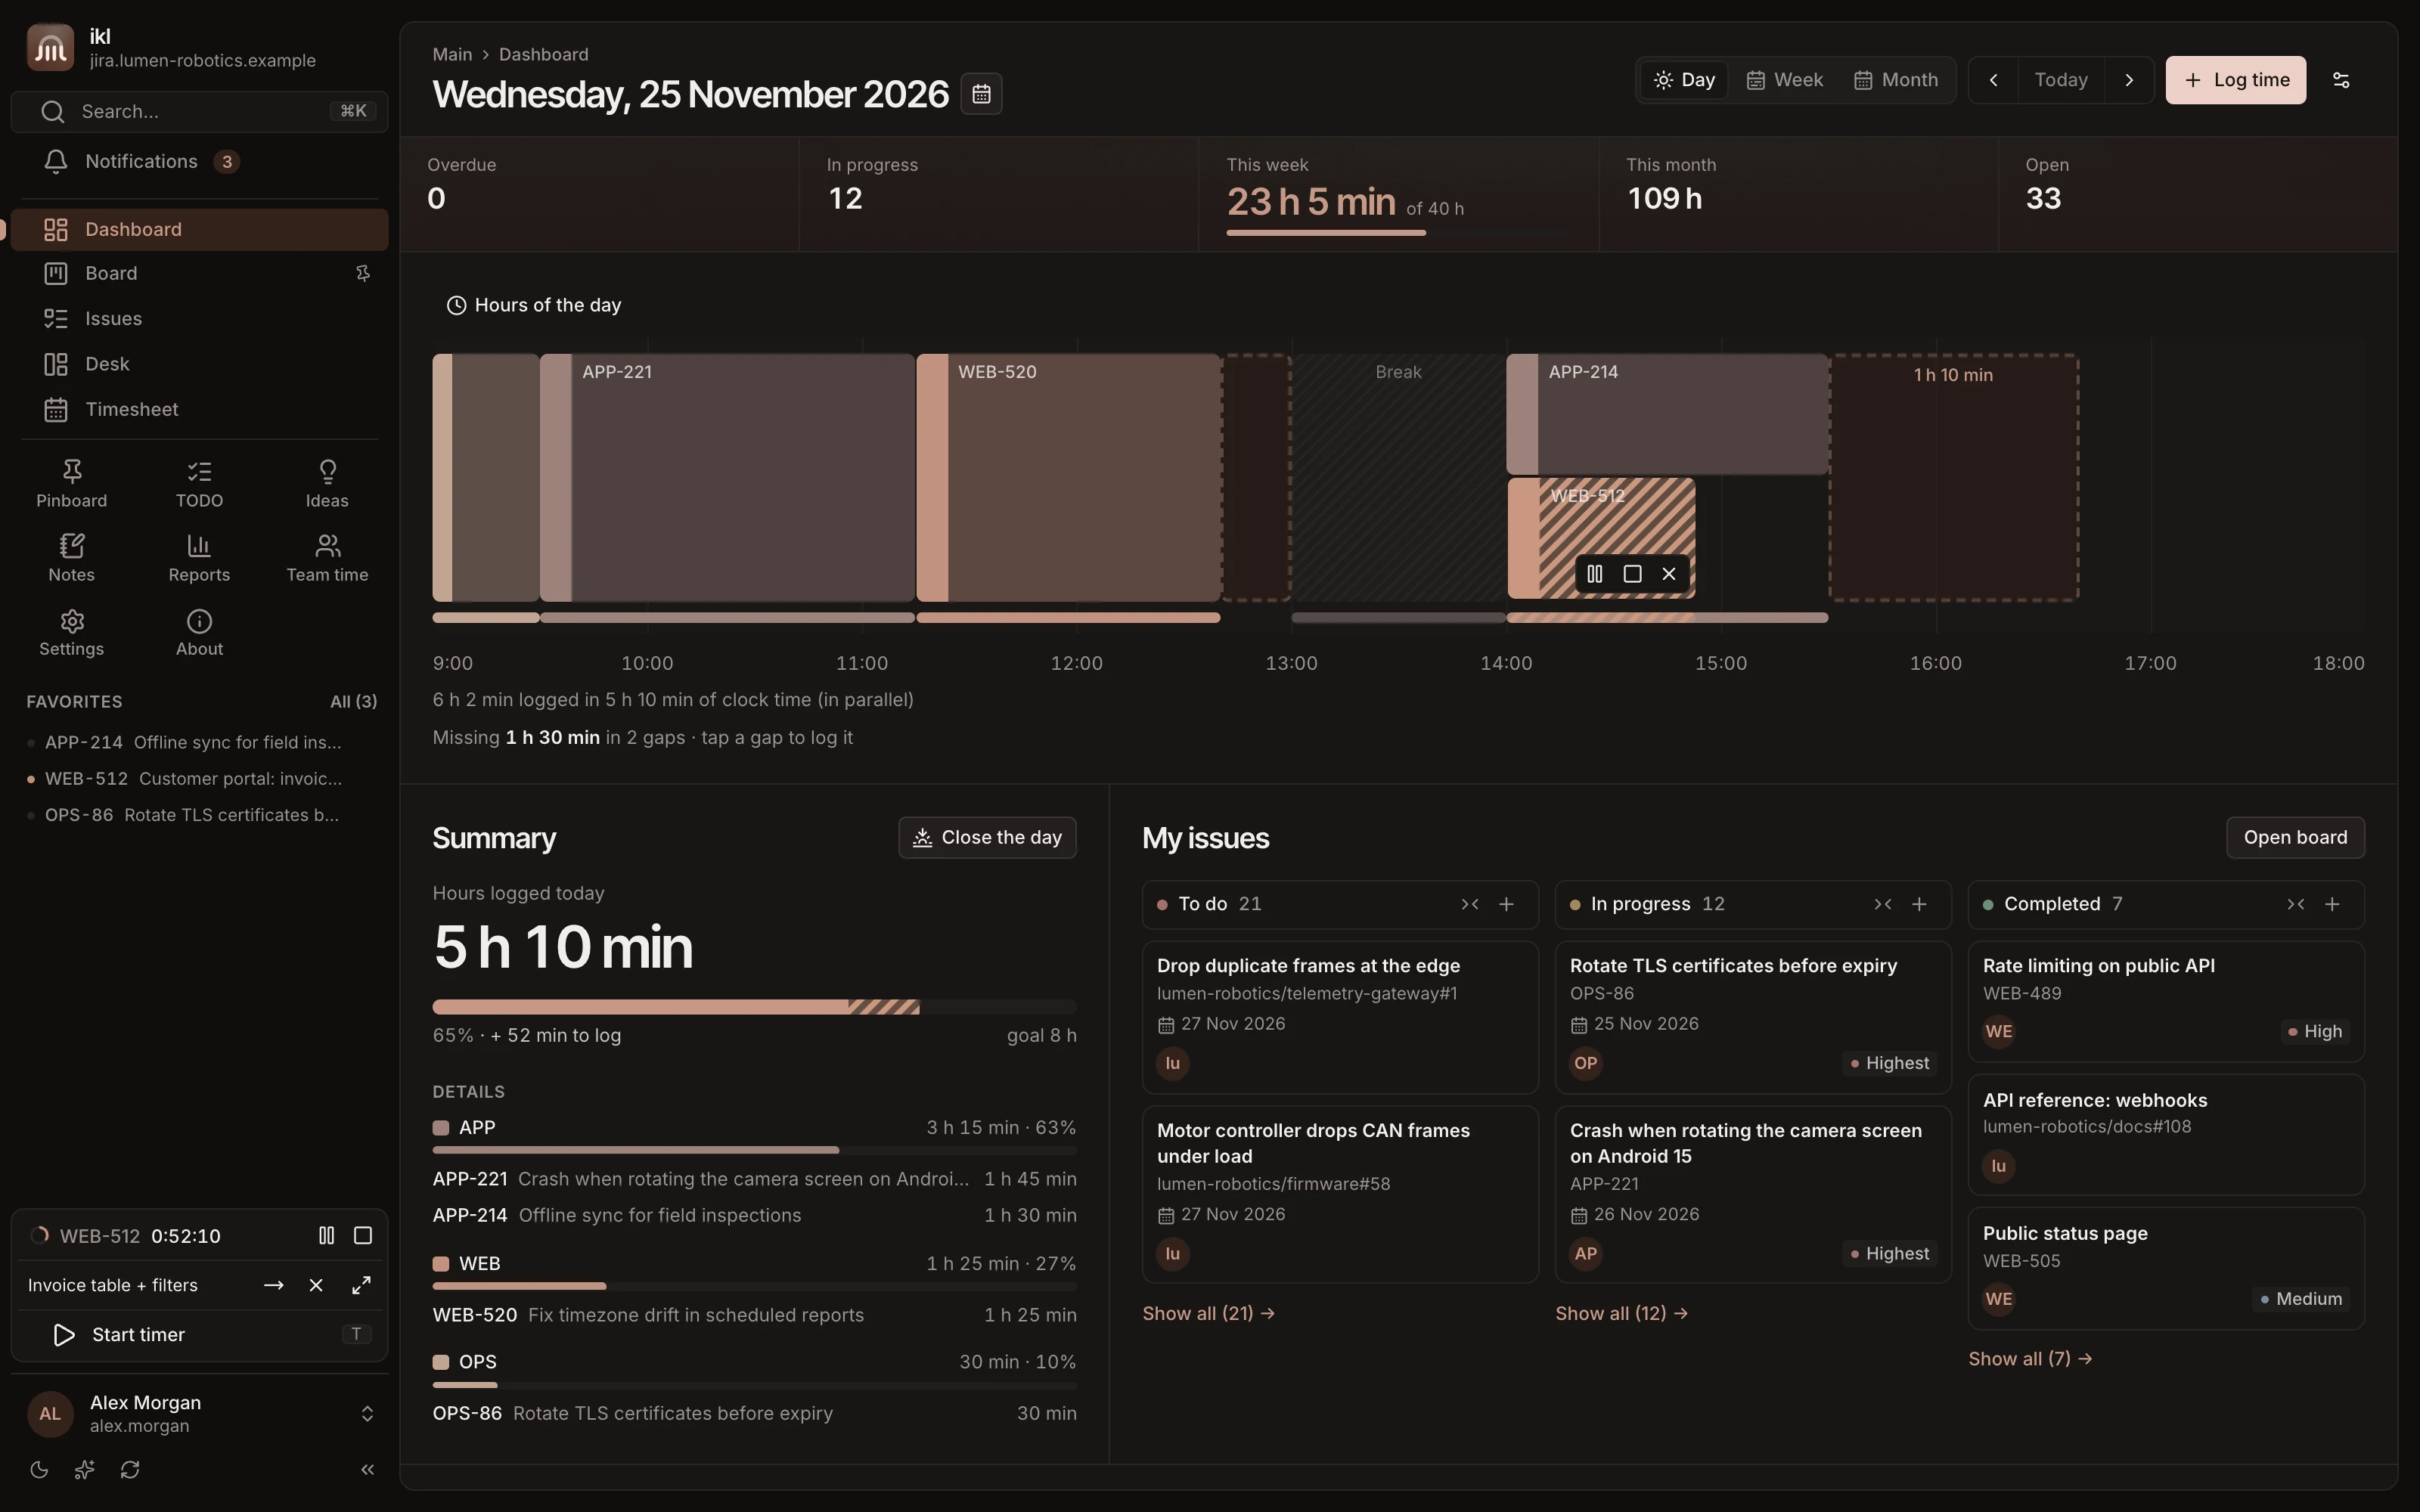 ikl
jira.lumen-robotics.example
Search... ⌘K
Notifications 3
Dashboard
Board
Issues
Desk
Timesheet
Pinboard TODO Ideas
Notes Reports Team time
Settings About
FAVORITES All (3)
APP-214 Offline sync for field ins...
WEB-512 Customer portal: invoic...
OPS-86 Rotate TLS certificates b...
WEB-512 0:52:10
Invoice table + filters
Start timer T
AL Alex Morgan
alex.morgan
Main > Dashboard
Wednesday, 25 November 2026
Day Week Month Today + Log time
Overdue
0
In progress
12
This week
23 h 5 min of 40 h
This month
109 h
Open
33
Hours of the day
APP-221 WEB-520 Break APP-214 1 h 10 min
WEB-512
9:00 10:00 11:00 12:00 13:00 14:00 15:00 16:00 17:00 18:00
6 h 2 min logged in 5 h 10 min of clock time (in parallel)
Missing 1 h 30 min in 2 gaps · tap a gap to log it
Summary Close the day
Hours logged today
5 h 10 min
65% · + 52 min to log goal 8 h
DETAILS
APP 3 h 15 min · 63%
APP-221 Crash when rotating the camera screen on Androi... 1 h 45 min
APP-214 Offline sync for field inspections 1 h 30 min
WEB 1 h 25 min · 27%
WEB-520 Fix timezone drift in scheduled reports 1 h 25 min
OPS 30 min · 10%
OPS-86 Rotate TLS certificates before expiry 30 min
My issues Open board
To do 21
Drop duplicate frames at the edge
lumen-robotics/telemetry-gateway#1
27 Nov 2026
lu
Motor controller drops CAN frames
under load
lumen-robotics/firmware#58
27 Nov 2026
lu
Show all (21) →
In progress 12
Rotate TLS certificates before expiry
OPS-86
25 Nov 2026
OP Highest
Crash when rotating the camera screen
on Android 15
APP-221
26 Nov 2026
AP Highest
Show all (12) →
Completed 7
Rate limiting on public API
WEB-489
WE High
API reference: webhooks
lumen-robotics/docs#108
lu
Public status page
WEB-505
WE Medium
Show all (7) →